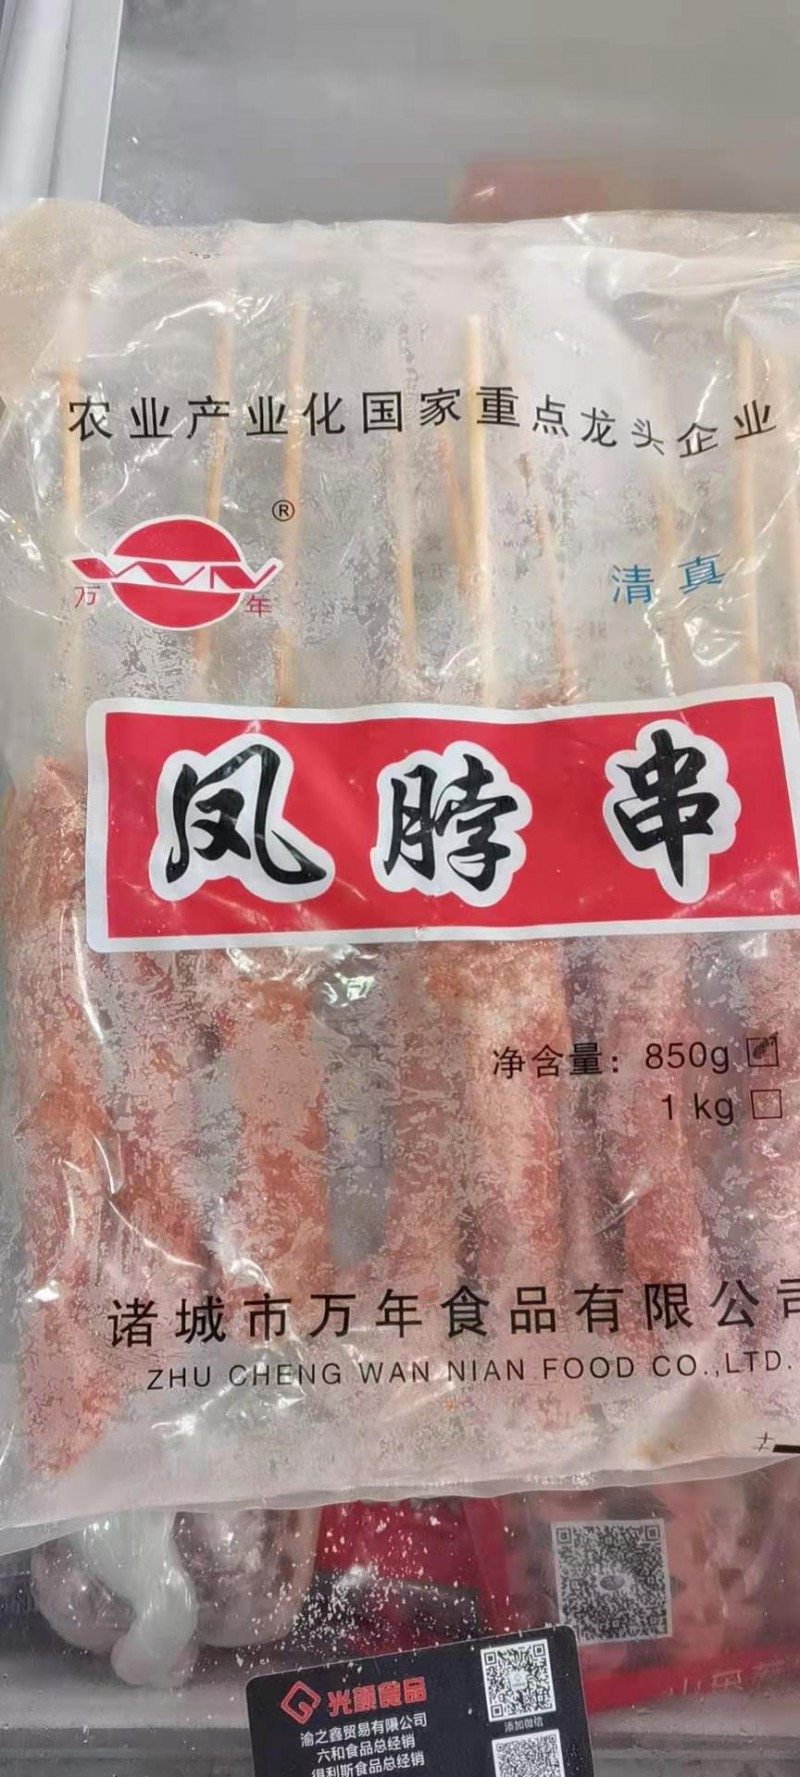 农业产业化国家重点龙头企业
®
万年
清真
凤脖串
净含量：850g
1 kg
诸城市万年食品有限公司
ZHU CHENG WAN NIAN FOOD CO.,LTD.
光颜食品
渝之鑫贸易有限公司
六和食品总经销
得利斯食品总经销
添加微信